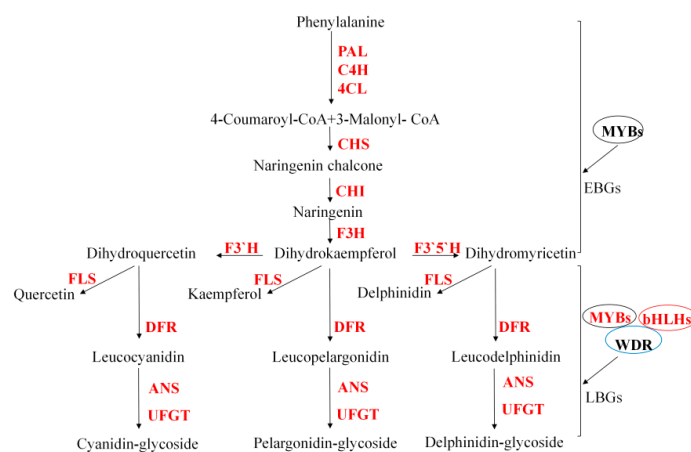 Phenylalanine
PAL
C4H
4CL
4-Coumaroyl-CoA+3-Malonyl- CoA
CHS
MYBs
Naringenin chalcone
CHI
EBGs
Naringenin
F3H
Dihydroquercetin
F3`H
Dihydrokaempferol
F3`5`H
Dihydromyricetin
FLS
FLS
FLS
Quercetin
Kaempferol
Delphinidin
MYBs
bHLHs
DFR
DFR
DFR
WDR
Leucocyanidin
Leucopelargonidin
Leucodelphinidin
ANS
ANS
ANS
LBGs
UFGT
UFGT
UFGT
Cyanidin-glycoside
Pelargonidin-glycoside
Delphinidin-glycoside